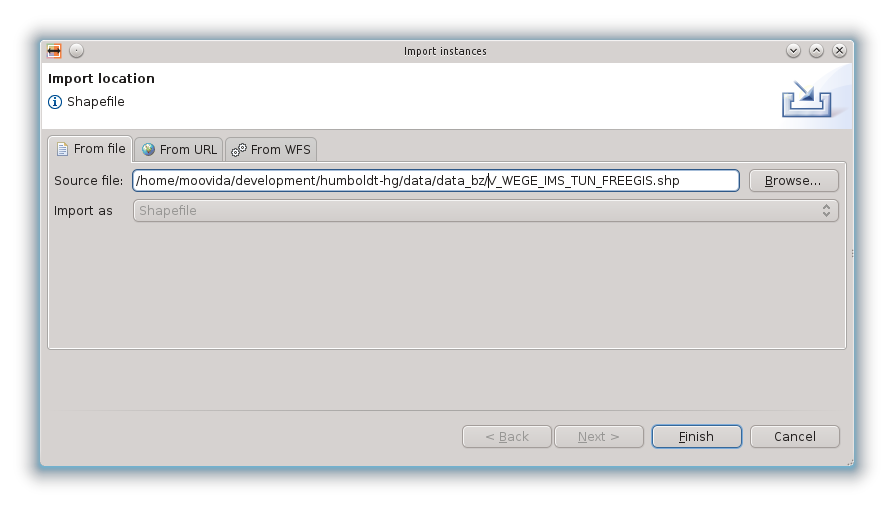 Import instances
Import location
Shapefile
From file From URL From WFS
Source file: /home/moovida/development/humboldt-hg/data/data_bz/V_WEGE_IMS_TUN_FREEGIS.shp Browse...
Import as Shapefile
< Back Next > Finish Cancel